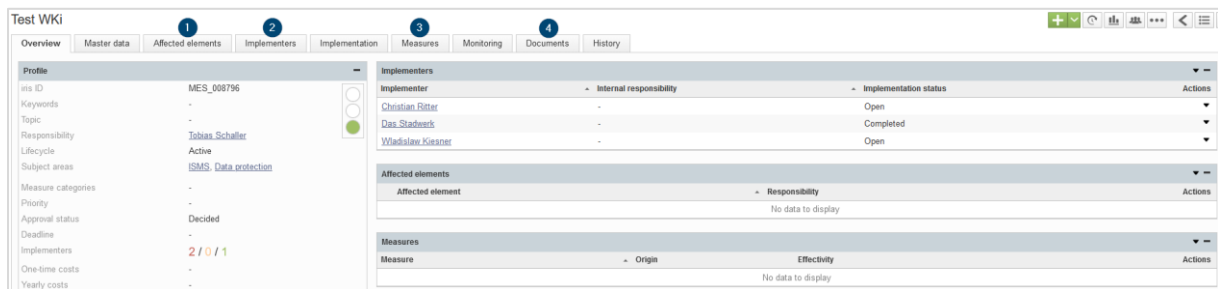 Test WKi
1 2 3 4
Overview Master data Affected elements Implementers Implementation Measures Monitoring Documents History
Profile
iris ID MES_008796
Keywords -
Topic -
Responsibility Tobias Schaller
Lifecycle Active
Subject areas ISMS, Data protection
Measure categories -
Priority -
Approval status Decided
Deadline -
Implementers 2 / 0 / 1
One-time costs -
Yearly costs -
Implementers
Implementer Internal responsibility Implementation status Actions
Christian Ritter - Open
Das Stadwerk - Completed
Wladislaw Kiesner - Open
Affected elements
Affected element Responsibility Actions
No data to display
Measures
Measure Origin Effectivity Actions
No data to display